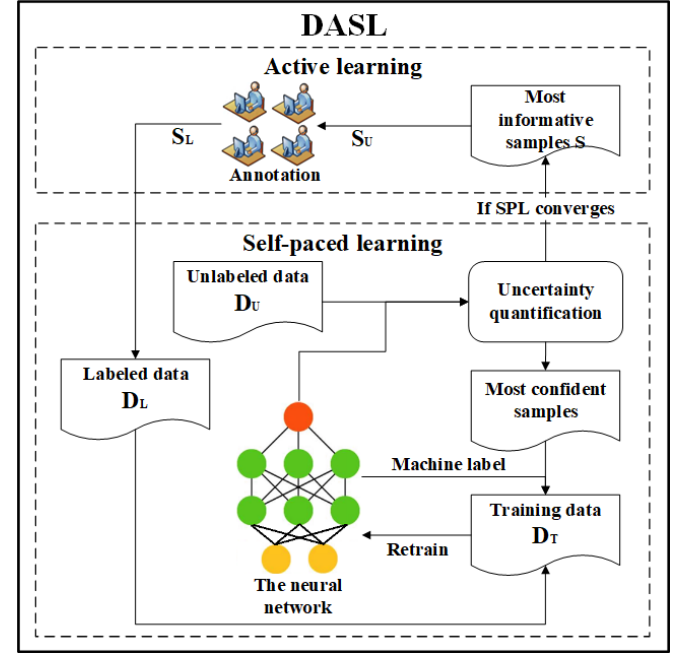 DASL
Active learning
Most
informative
samples S
SU
SL
Annotation
If SPL converges
Self-paced learning
Unlabeled data
DU
Uncertainty
quantification
Labeled data
DL
Most confident
samples
Machine label
Training data
DT
Retrain
The neural
network